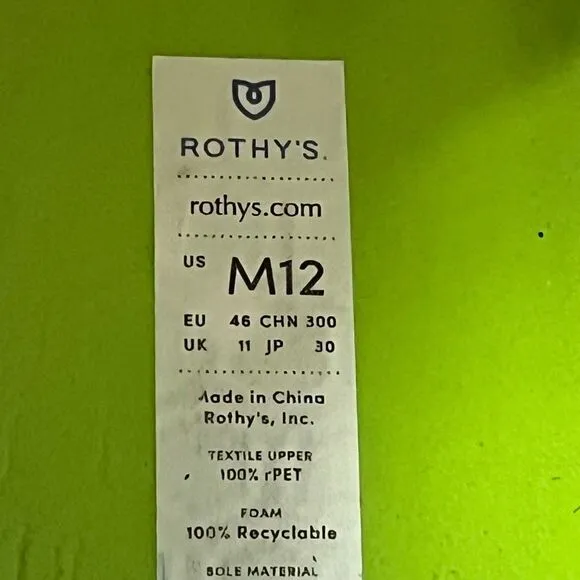 ROTHY'S.
rothys.com
US M12
EU 46 CHN 300
UK 11 JP 30
Made in China
Rothy's, Inc.
TEXTILE UPPER
100% rPET
FOAM
100% Recyclable
SOLE MATERIAL